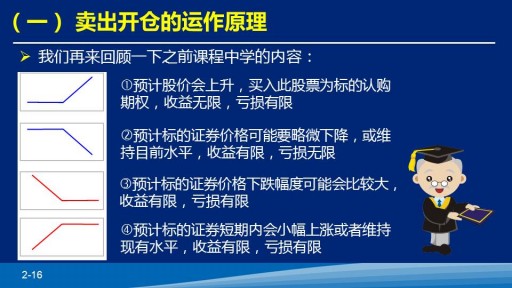 （一） 卖出开仓的运作原理
我们再来回顾一下之前课程中学的内容：
①预计股价会上升，买入此股票为标的认购
期权，收益无限，亏损有限
②预计标的证券价格可能要略微下降，或维
持目前水平，收益有限，亏损无限
③预计标的证券价格下跌幅度可能会比较大，
收益有限，亏损有限
④预计标的证券短期内会小幅上涨或者维持
现有水平，收益有限，亏损有限
2-16